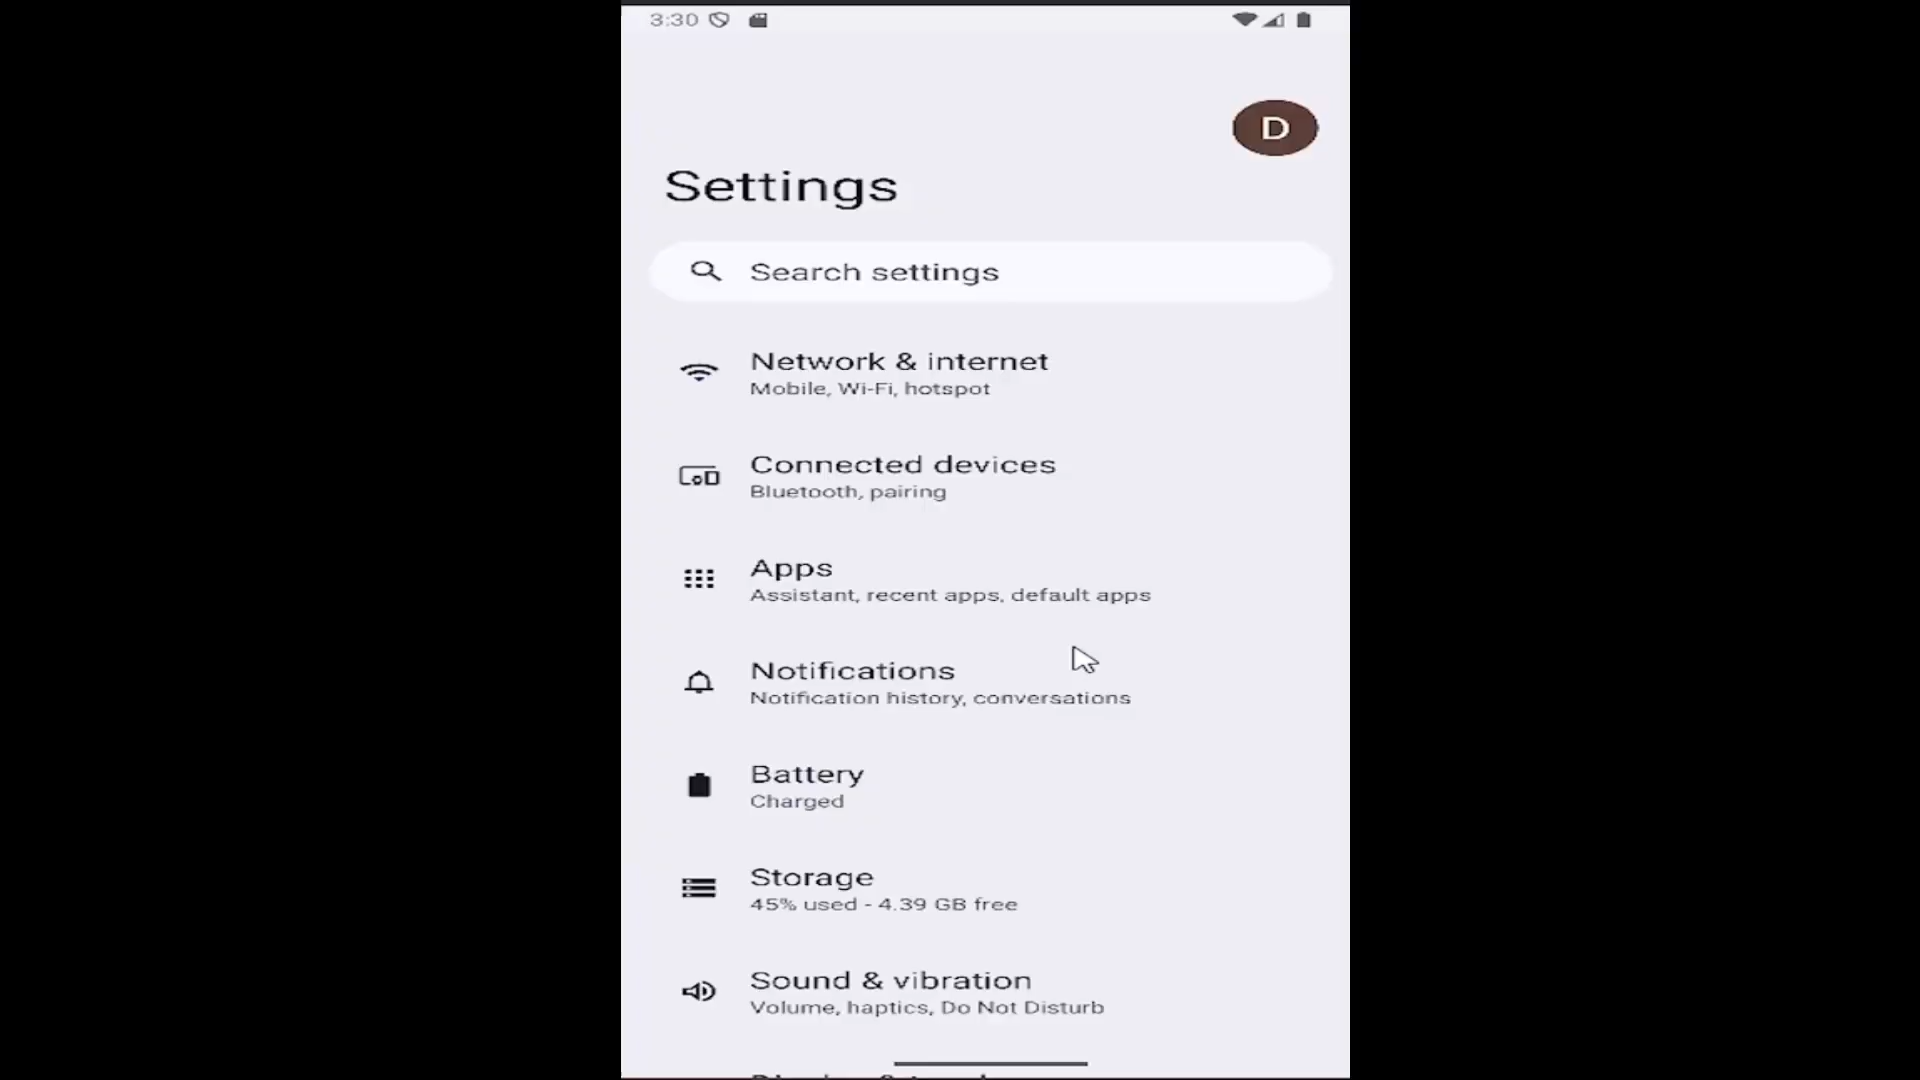 3:30
D
Settings
Search settings
Network & internet
Mobile, Wi-Fi, hotspot
Connected devices
Bluetooth, pairing
Apps
Assistant, recent apps, default apps
Notifications
Notification history, conversations
Battery
Charged
Storage
45% used - 4.39 GB free
Sound & vibration
Volume, haptics, Do Not Disturb